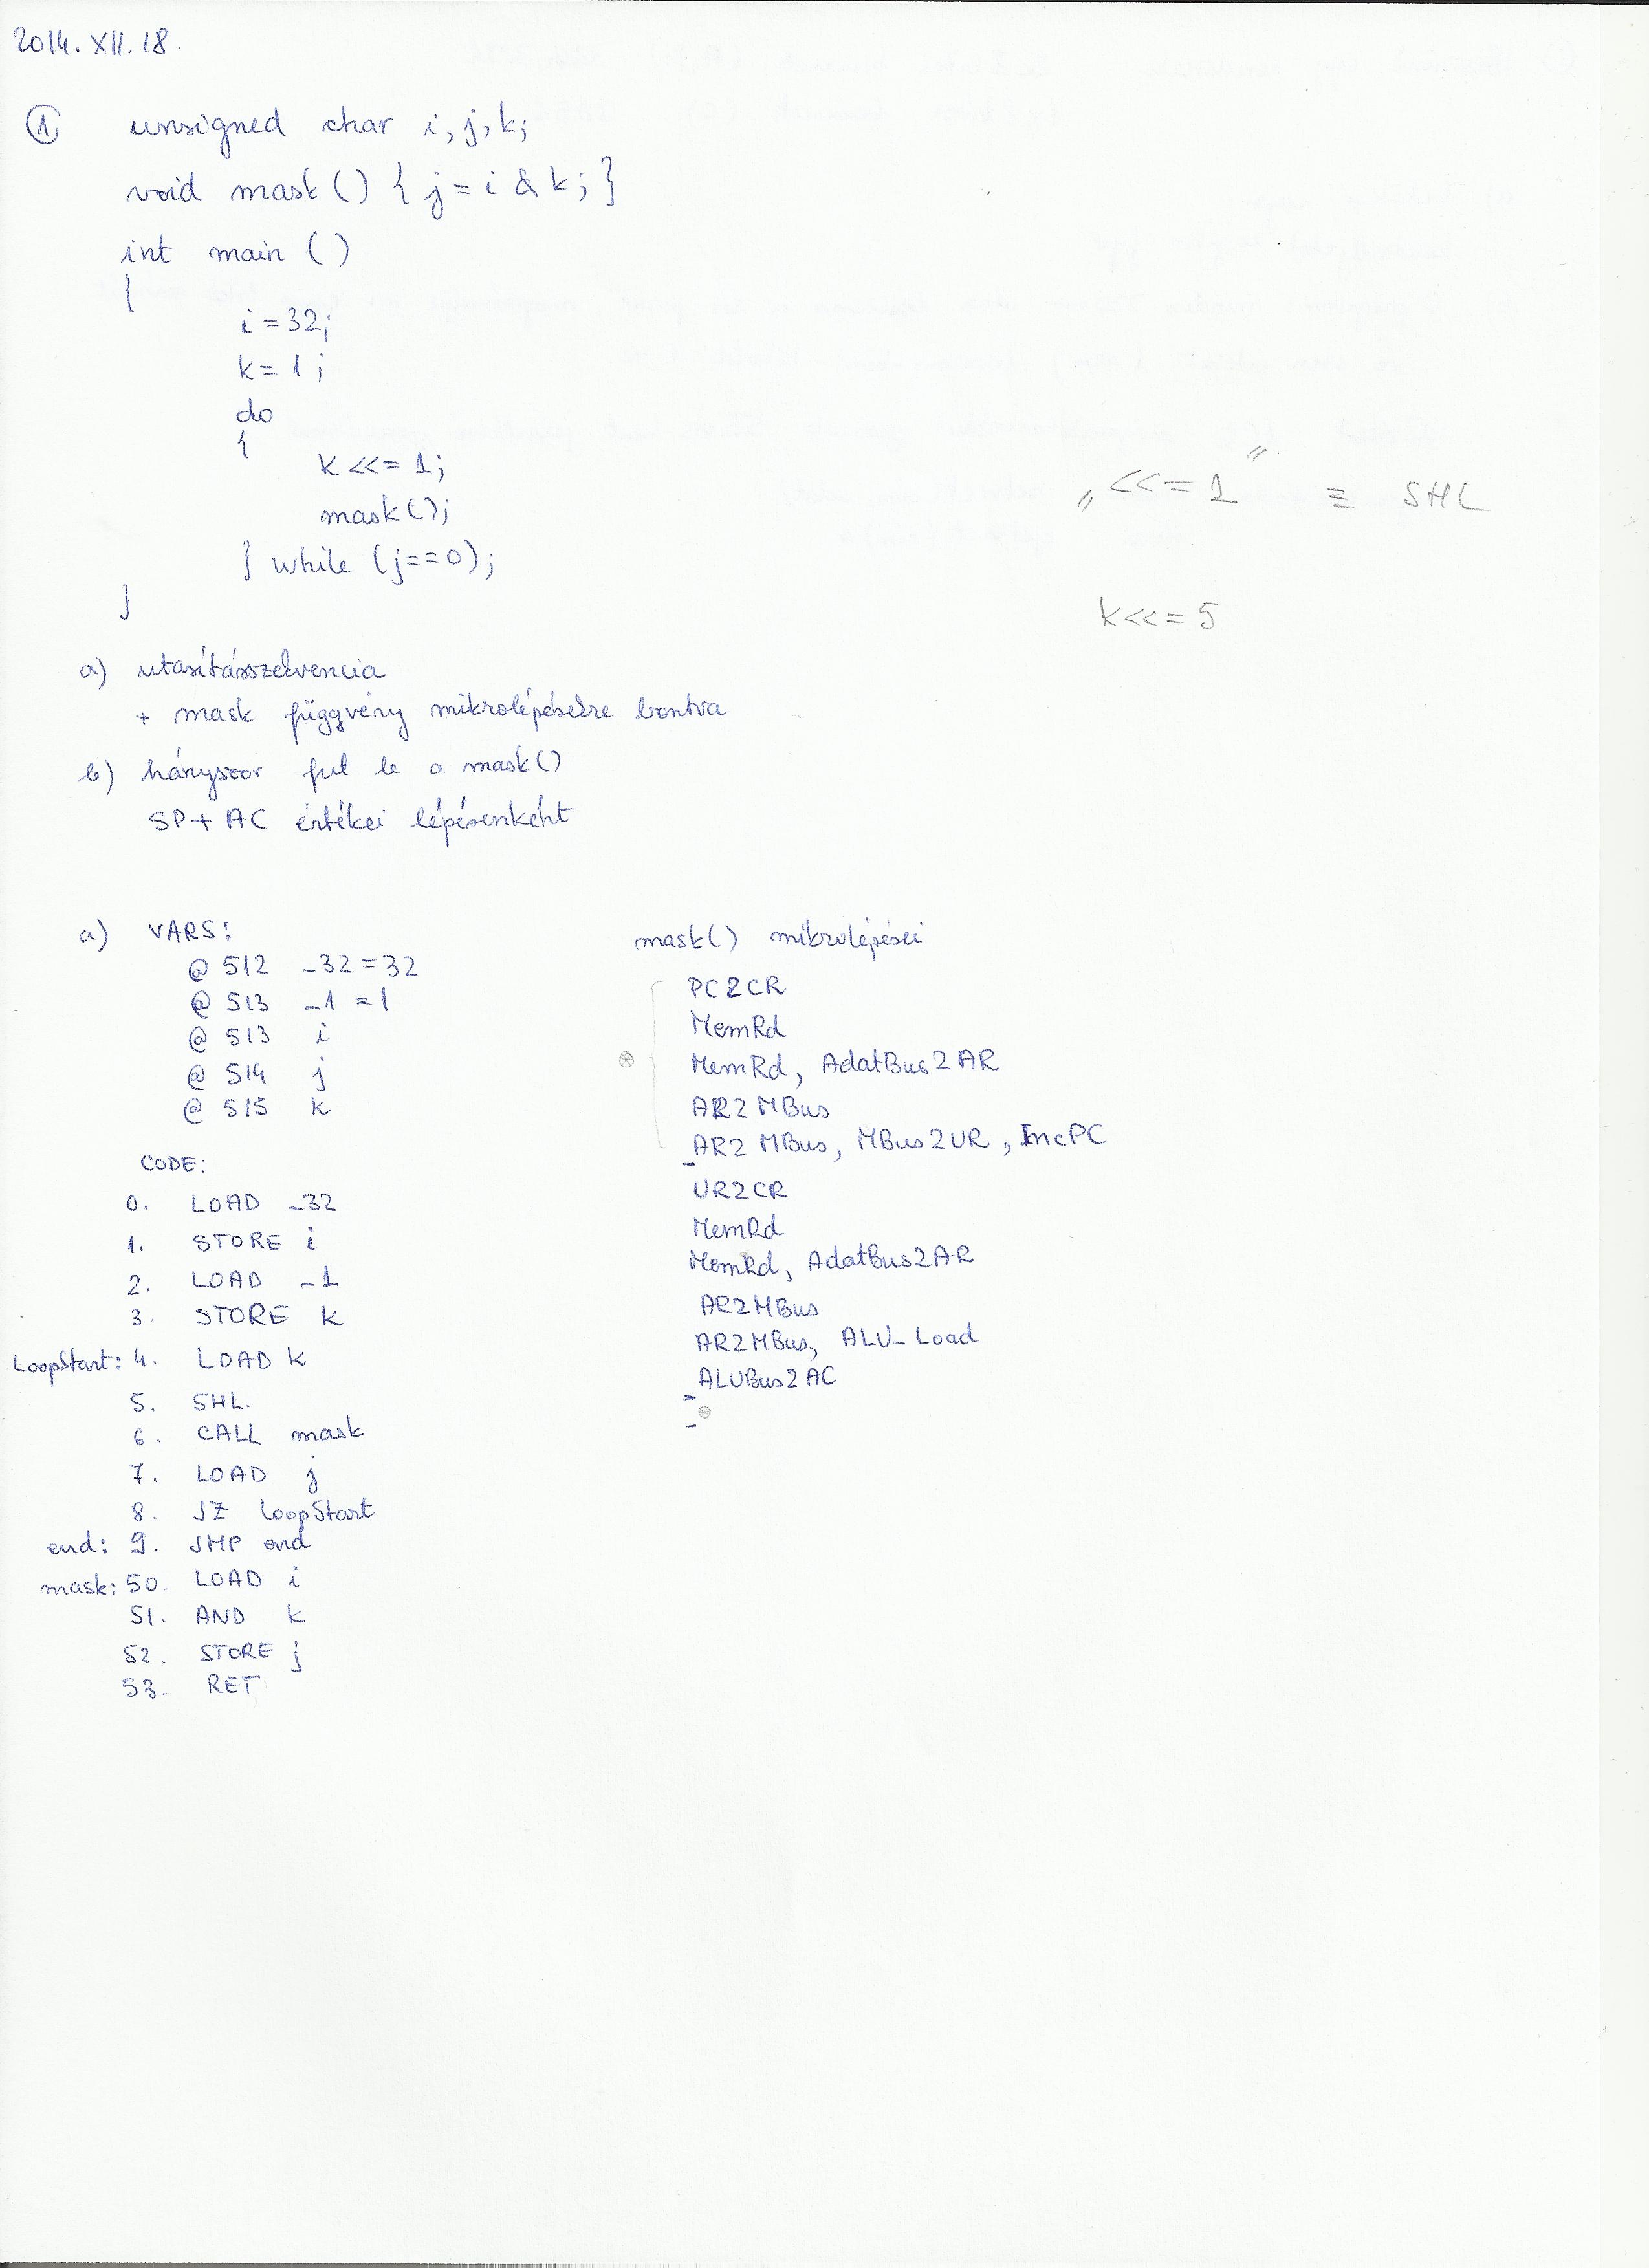 2014. XII. 18.
① unsigned char i, j, k;
void mask () { j = i & k; }
int main ()
{
i = 32;
k = 1;
do
{
k <<= 1;
mask ();
„ <<= 1 ” ≡ SHL
} while (j==0);
k <<= 5
}
a) utasításszekvencia
+ mask függvény mikrolépésekre bontva
b) hányszor fut le a mask()
SP + AC értékei lépésenként
a) VARS:
@ 512 _32 = 32
@ 513 _1 = 1
@ 513 i
@ 514 j
@ 515 k
CODE:
0. LOAD _32
1. STORE i
2. LOAD _1
3. STORE k
LoopStart: 4. LOAD k
5. SHL
6. CALL mask
7. LOAD j
8. JZ LoopStart
end: 9. JMP end
mask: 50. LOAD i
51. AND k
52. STORE j
53. RET
mask() mikrolépései
PC2CR
MemRd
⊗ MemRd, AdatBus2AR
AR2MBus
AR2MBus, MBus2UR, IncPC
UR2CR
MemRd
MemRd, AdatBus2AR
AR2MBus
AR2MBus, ALU_Load
ALUBus2AC
⊗